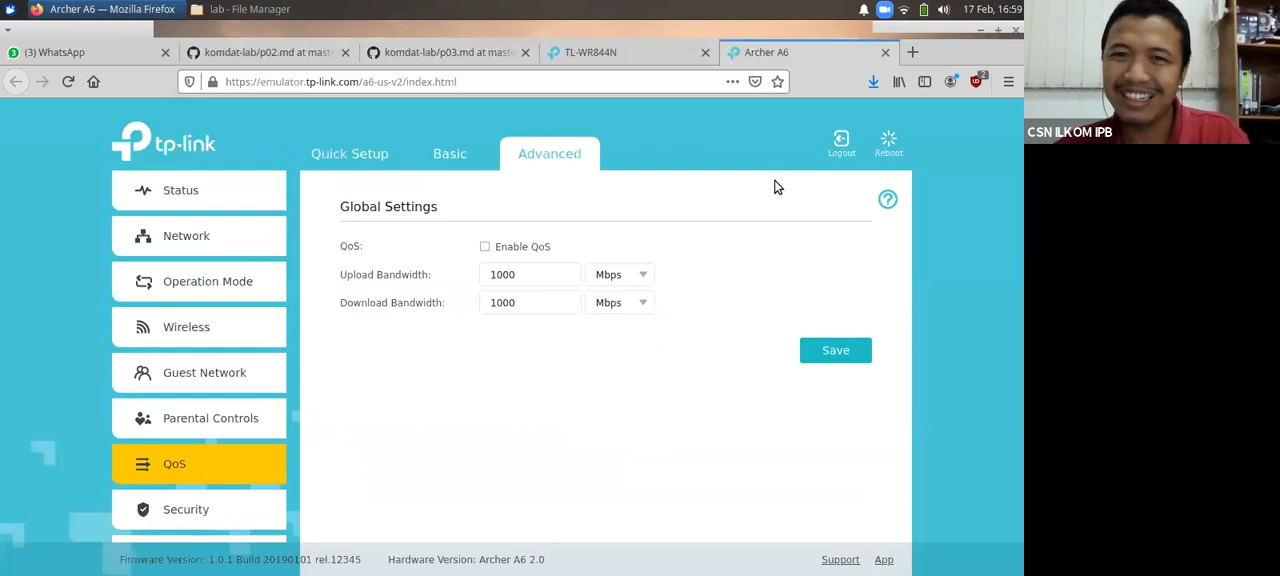 Archer A6 — Mozilla Firefox
lab - File Manager
17 Feb, 16:59
(3) WhatsApp
komdat-lab/p02.md at mast
komdat-lab/p03.md at mast
TL-WR844N
Archer A6
https://emulator.tp-link.com/a6-us-v2/index.html
2
CSN ILKOM IPB
tp-link
Quick Setup
Basic
Advanced
Logout
Reboot
Status
Network
Operation Mode
Wireless
Guest Network
Parental Controls
QoS
Security
Global Settings
?
QoS:
Enable QoS
Upload Bandwidth:
1000
Mbps
Download Bandwidth:
1000
Mbps
Save
Firmware Version: 1.0.1 Build 20190101 rel.12345
Hardware Version: Archer A6 2.0
Support
App